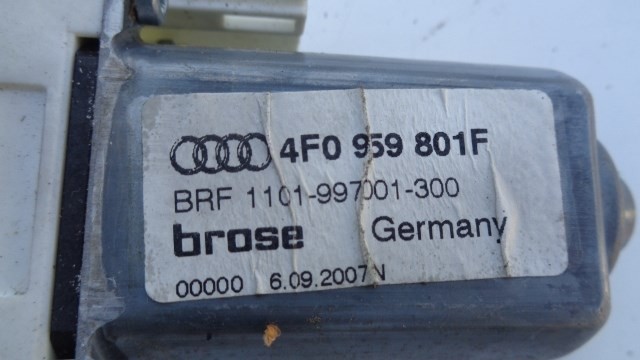 4F0 959 801F
BRF 1101-997001-300
brose Germany
00000 6.09.2007 N